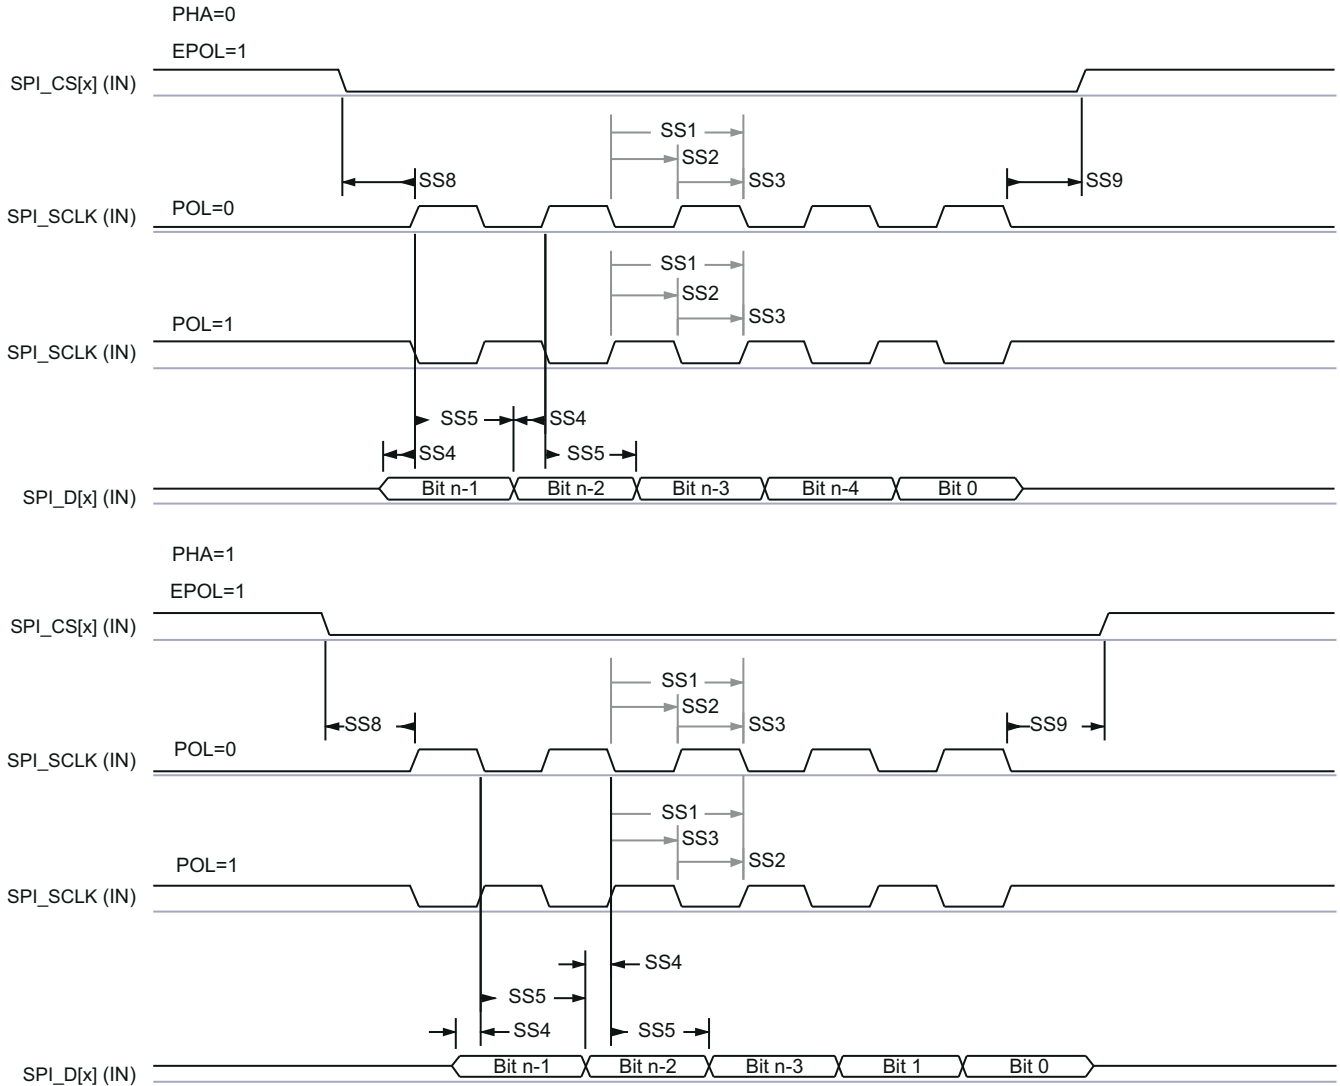 PHA=0
EPOL=1
SPI_CS[x] (IN)
SS1
SS2
SS8
SS3
SS9
POL=0
SPI_SCLK (IN)
SS1
SS2
SS3
POL=1
SPI_SCLK (IN)
SS5
SS4
SS4
SS5
Bit n-1
Bit n-2
Bit n-3
Bit n-4
Bit 0
SPI_D[x] (IN)
PHA=1
EPOL=1
SPI_CS[x] (IN)
SS1
SS2
SS8
SS3
SS9
POL=0
SPI_SCLK (IN)
SS1
SS3
SS2
POL=1
SPI_SCLK (IN)
SS4
SS5
SS4
SS5
Bit n-1
Bit n-2
Bit n-3
Bit 1
Bit 0
SPI_D[x] (IN)